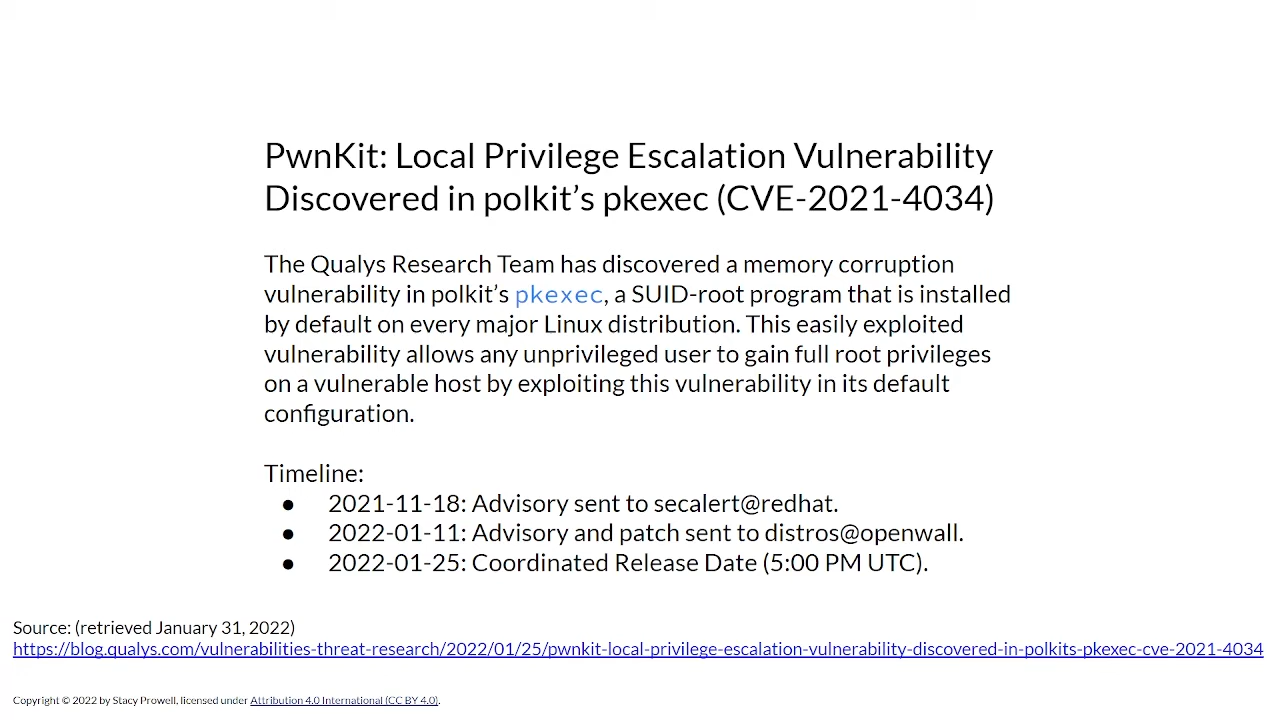 PwnKit: Local Privilege Escalation Vulnerability
Discovered in polkit’s pkexec (CVE-2021-4034)
The Qualys Research Team has discovered a memory corruption
vulnerability in polkit’s pkexec, a SUID-root program that is installed
by default on every major Linux distribution. This easily exploited
vulnerability allows any unprivileged user to gain full root privileges
on a vulnerable host by exploiting this vulnerability in its default
configuration.
Timeline:
● 2021-11-18: Advisory sent to secalert@redhat.
● 2022-01-11: Advisory and patch sent to distros@openwall.
● 2022-01-25: Coordinated Release Date (5:00 PM UTC).
Source: (retrieved January 31, 2022)
https://blog.qualys.com/vulnerabilities-threat-research/2022/01/25/pwnkit-local-privilege-escalation-vulnerability-discovered-in-polkits-pkexec-cve-2021-4034
Copyright © 2022 by Stacy Prowell, licensed under Attribution 4.0 International (CC BY 4.0).